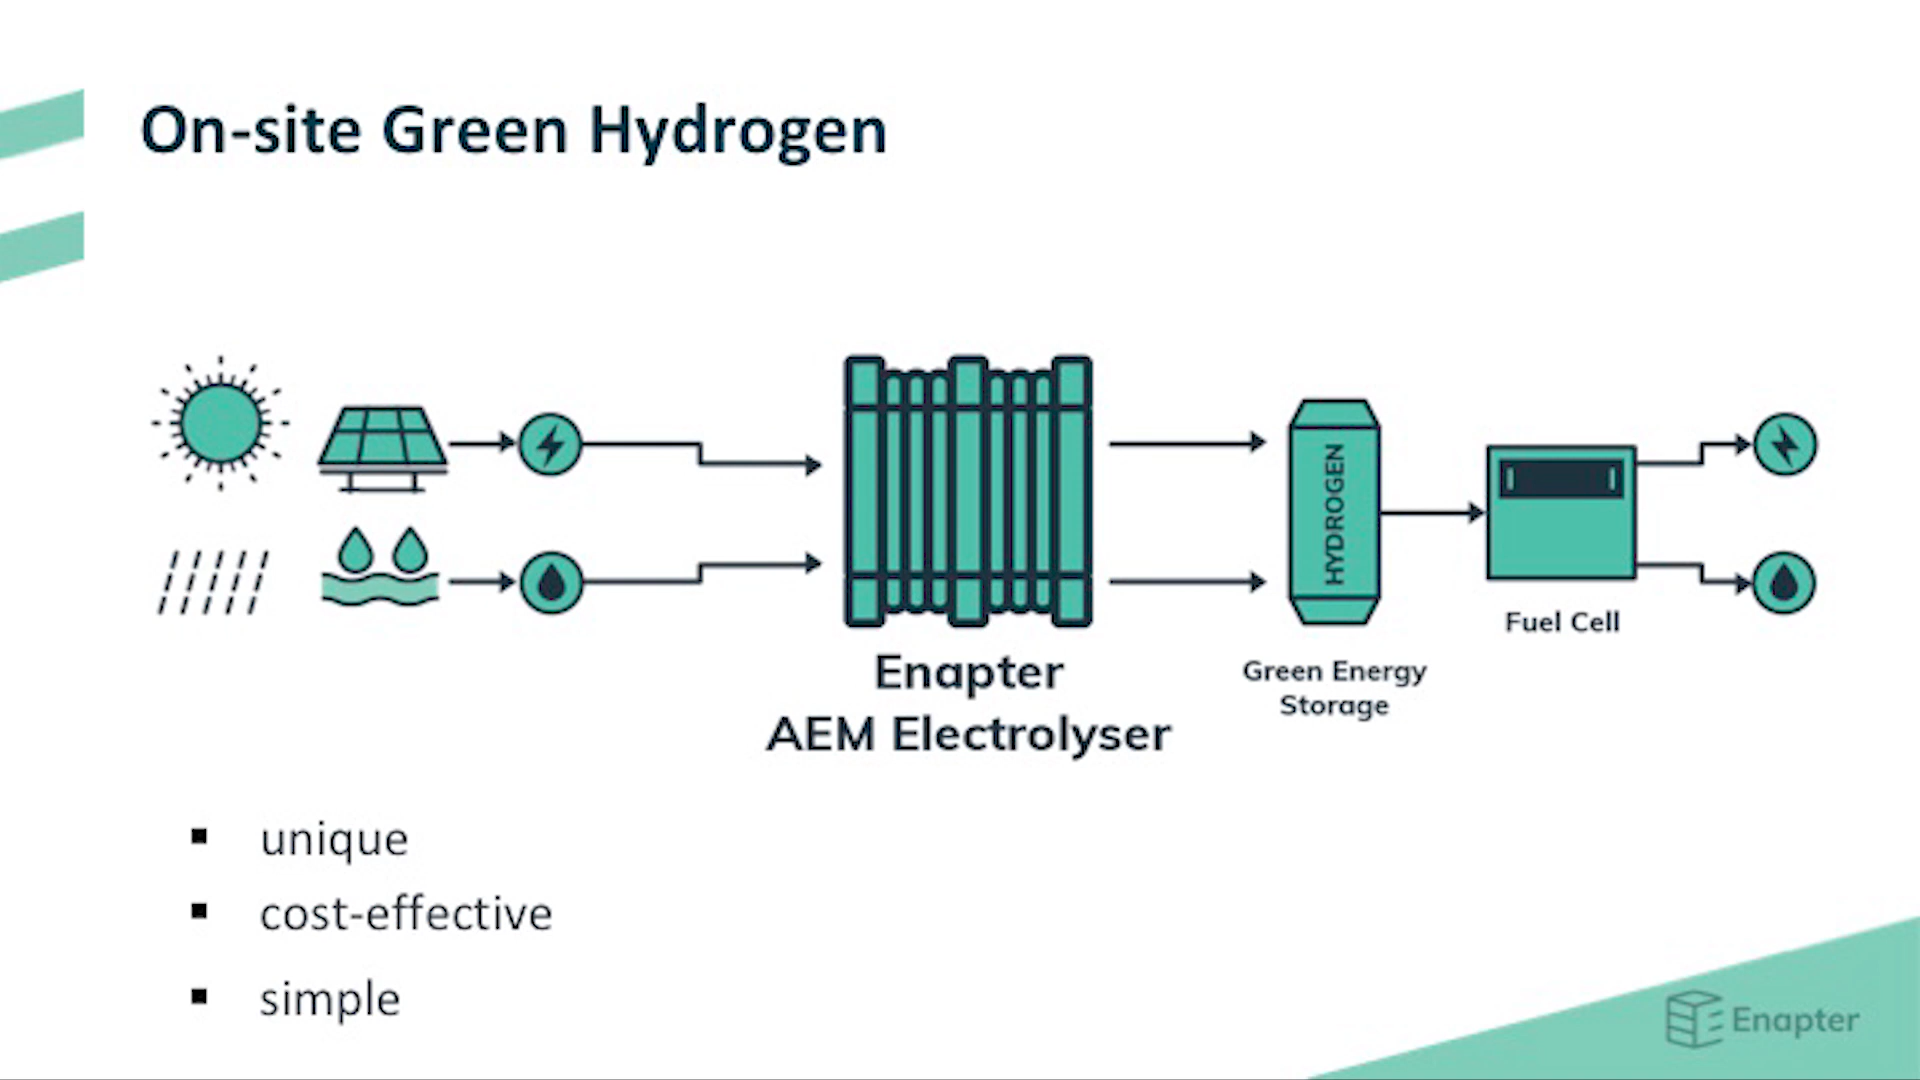 On-site Green Hydrogen
HYDROGEN
Fuel Cell
Enapter
AEM Electrolyser
Green Energy
Storage
unique
cost-effective
simple
Enapter